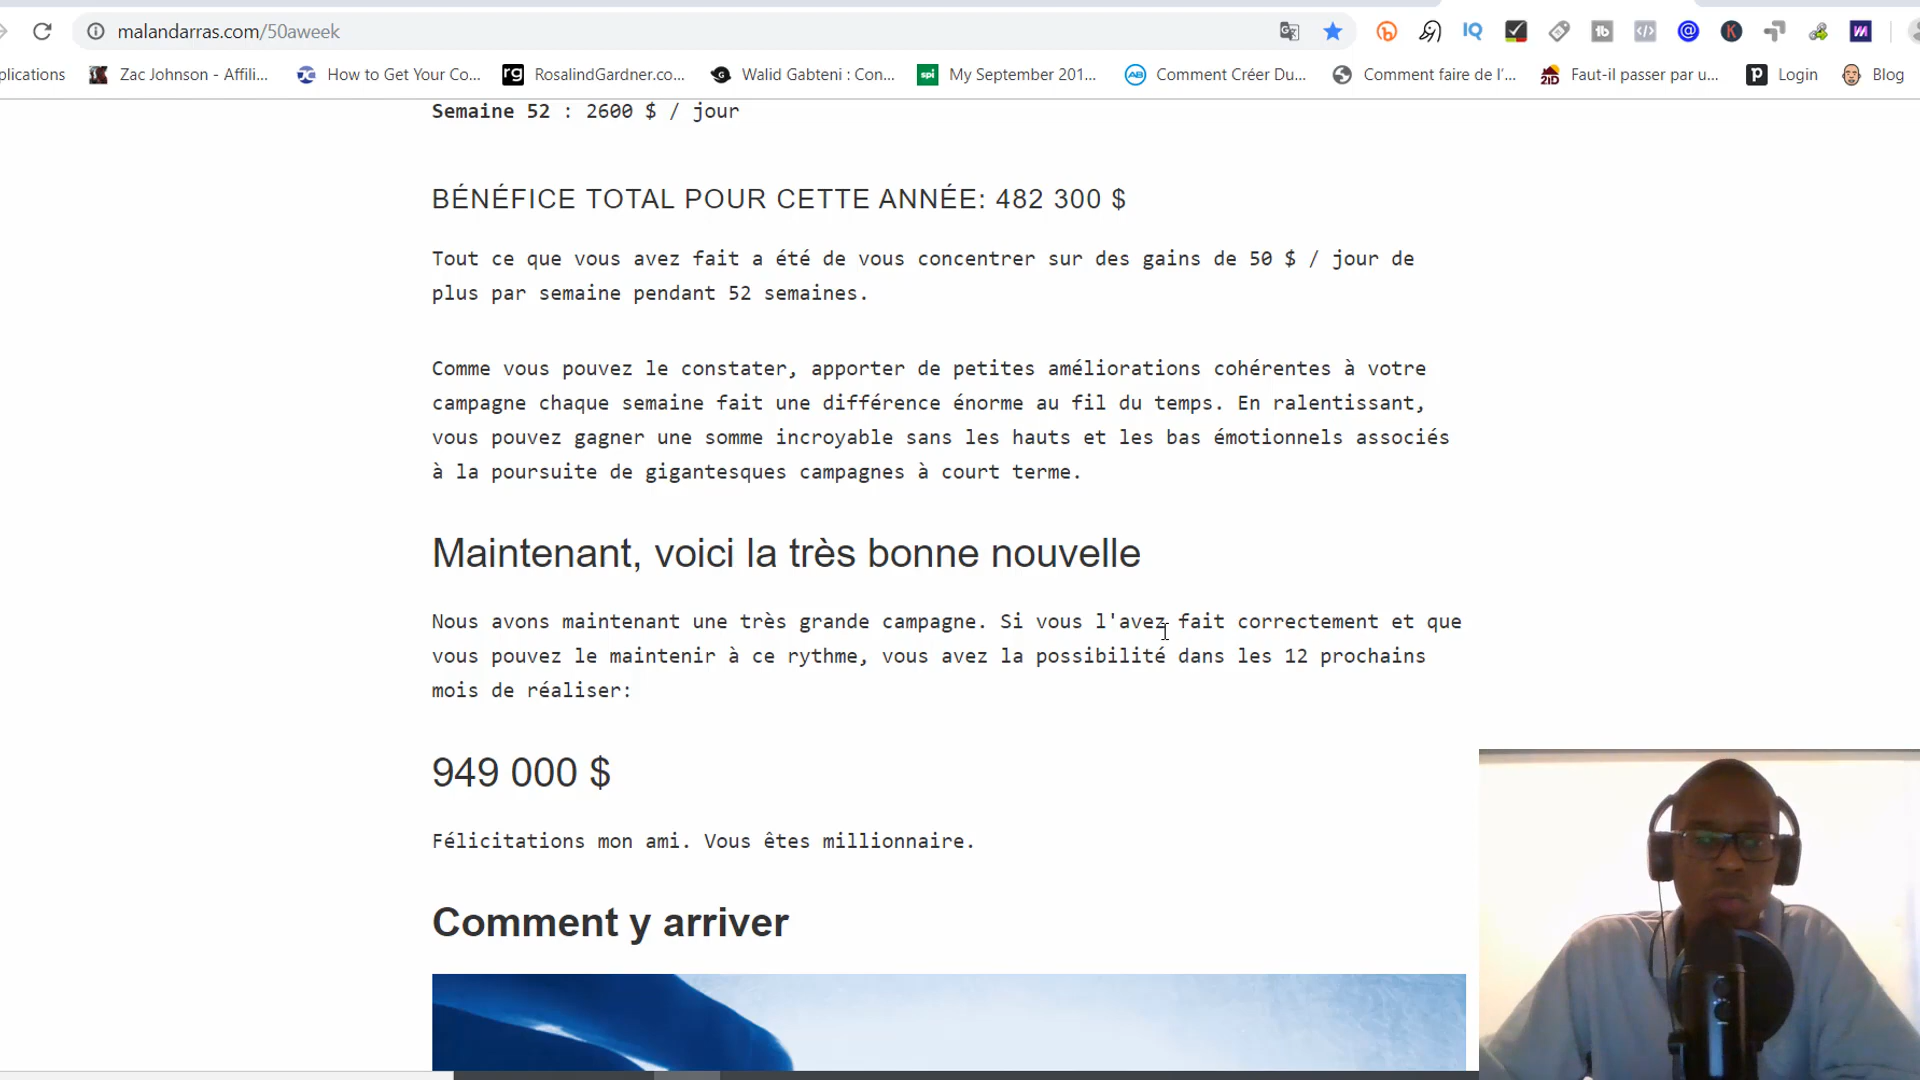 malandarras.com/50aweek
IQ
plications
Zac Johnson - Affili...
How to Get Your Co...
rg RosalindGardner.co...
Walid Gabteni : Con...
spi My September 201...
AB Comment Créer Du...
Comment faire de l'...
21D Faut-il passer par u...
p Login
Blog
Semaine 52 : 2600 $ / jour
BÉNÉFICE TOTAL POUR CETTE ANNÉE: 482 300 $
Tout ce que vous avez fait a été de vous concentrer sur des gains de 50 $ / jour de
plus par semaine pendant 52 semaines.
Comme vous pouvez le constater, apporter de petites améliorations cohérentes à votre
campagne chaque semaine fait une différence énorme au fil du temps. En ralentissant,
vous pouvez gagner une somme incroyable sans les hauts et les bas émotionnels associés
à la poursuite de gigantesques campagnes à court terme.
Maintenant, voici la très bonne nouvelle
Nous avons maintenant une très grande campagne. Si vous l'avez fait correctement et que
vous pouvez le maintenir à ce rythme, vous avez la possibilité dans les 12 prochains
mois de réaliser:
949 000 $
Félicitations mon ami. Vous êtes millionnaire.
Comment y arriver